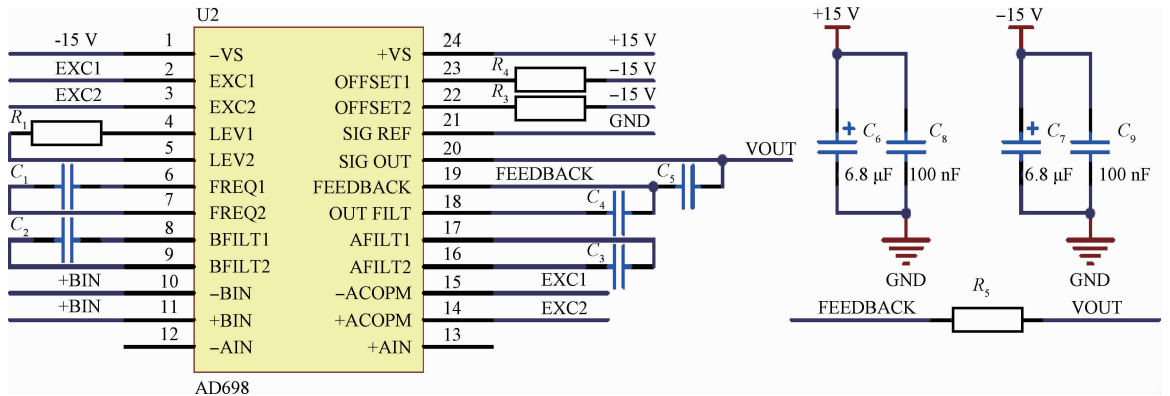 U2
-15 V 1 −VS +VS 24 +15 V
EXC1 2 EXC1 OFFSET1 23 R4 −15 V
EXC2 3 EXC2 OFFSET2 22 R3 −15 V
R1 4 LEV1 SIG REF 21 GND
5 LEV2 SIG OUT 20 VOUT
C1 6 FREQ1 FEEDBACK 19 FEEDBACK C5
7 FREQ2 OUT FILT 18 C4
C2 8 BFILT1 AFILT1 17
9 BFILT2 AFILT2 16 C3
+BIN 10 −BIN −ACOPM 15 EXC1
+BIN 11 +BIN +ACOPM 14 EXC2
12 −AIN +AIN 13
AD698
+15 V
C6
6.8 µF
C8
100 nF
GND
−15 V
C7
6.8 µF
C9
100 nF
GND
FEEDBACK R5 VOUT